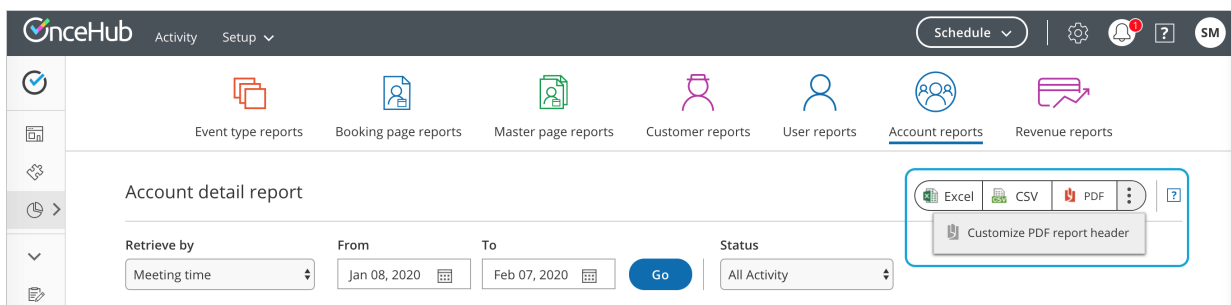 OnceHub Activity Setup Schedule 1 ? SM
Event type reports Booking page reports Master page reports Customer reports User reports Account reports Revenue reports
Account detail report
Excel CSV CSV PDF ?
Customize PDF report header
Retrieve by From To Status
Meeting time Jan 08, 2020 Feb 07, 2020 Go All Activity